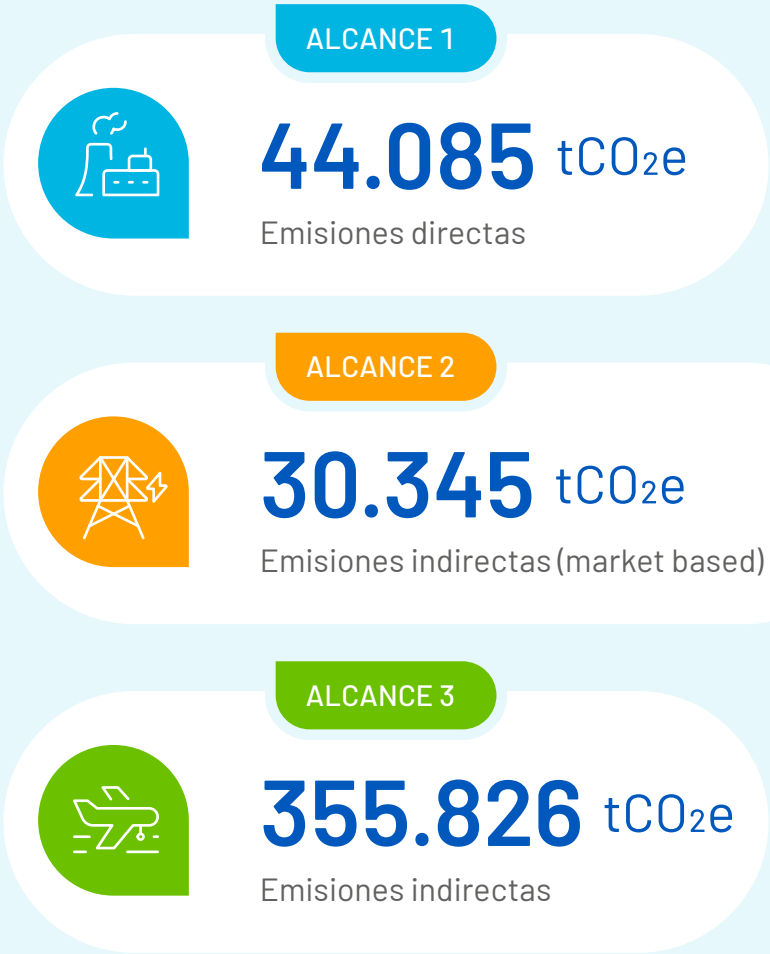 ALCANCE 1
44.085 tCO₂e
Emisiones directas
ALCANCE 2
30.345 tCO₂e
Emisiones indirectas (market based)
ALCANCE 3
355.826 tCO₂e
Emisiones indirectas